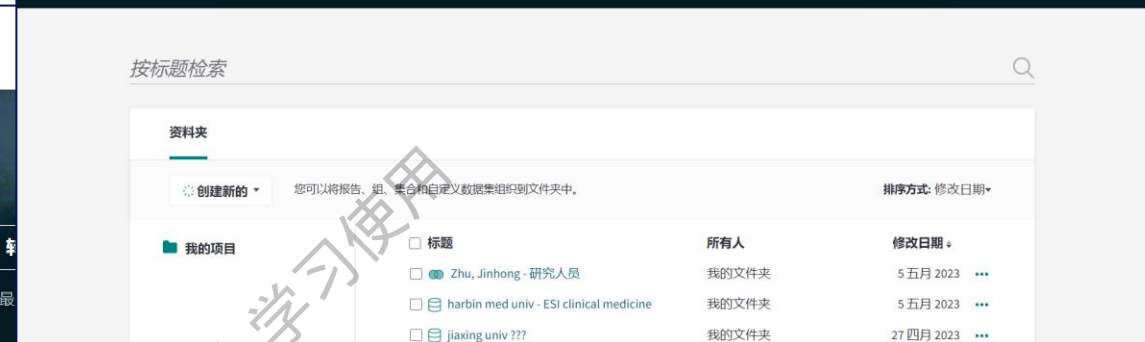 按标题检索
资料夹
创建新的 您可以将报告、组、集合和自定义数据集组织到文件夹中。 排序方式: 修改日期
我的项目 标题 所有人 修改日期
Zhu, Jinhong - 研究人员 我的文件夹 5 五月 2023
harbin med univ - ESI clinical medicine 我的文件夹 5 五月 2023
jiaxing univ ??? 我的文件夹 27 四月 2023
学习使用
最